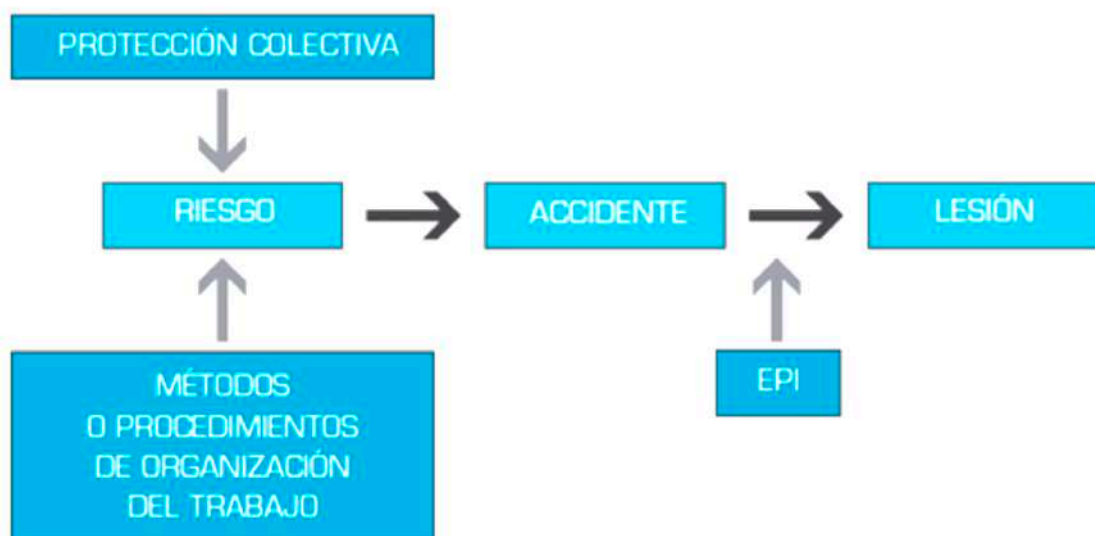 PROTECCIÓN COLECTIVA
RIESGO
ACCIDENTE
LESIÓN
MÉTODOS
O PROCEDIMIENTOS
DE ORGANIZACIÓN
DEL TRABAJO
EPI